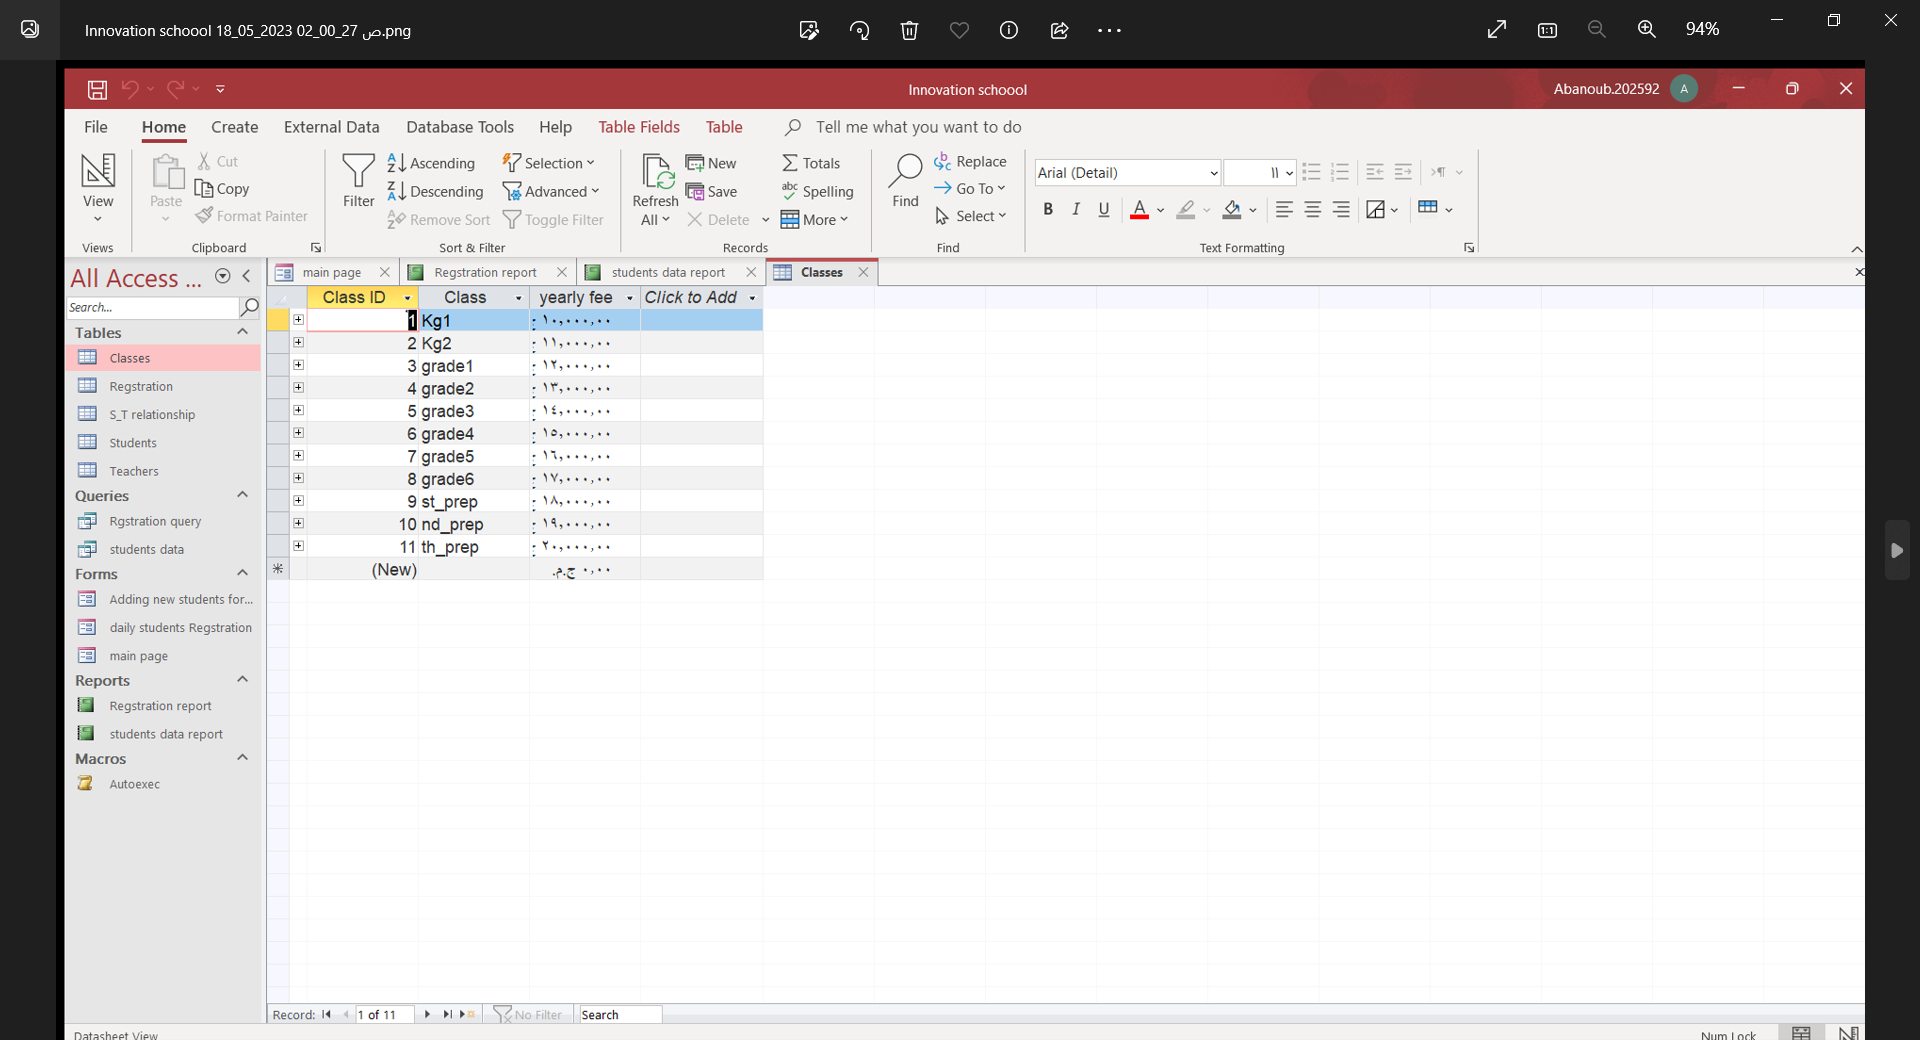 Innovation schoool 18_05_2023 02_00_27 ص.png
94%
Innovation schoool
Abanoub.202592 A
File Home Create External Data Database Tools Help Table Fields Table Tell me what you want to do
View
Views
Paste
Cut
Copy
Format Painter
Clipboard
Filter
Ascending
Descending
Remove Sort
Selection
Advanced
Toggle Filter
Sort & Filter
Refresh All
New
Save
Delete
Totals
Spelling
More
Records
Find
Replace
Go To
Select
Find
Arial (Detail) ١١
B I U A
Text Formatting
All Access ...
Search...
Tables
Classes
Regstration
S_T relationship
Students
Teachers
Queries
Rgstration query
students data
Forms
Adding new students for...
daily students Regstration
main page
Reports
Regstration report
students data report
Macros
Autoexec
main page Regstration report students data report Classes
Class ID Class yearly fee Click to Add
1 Kg1 ١٠,٠٠٠,٠٠
2 Kg2 ١١,٠٠٠,٠٠
3 grade1 ١٢,٠٠٠,٠٠
4 grade2 ١٣,٠٠٠,٠٠
5 grade3 ١٤,٠٠٠,٠٠
6 grade4 ١٥,٠٠٠,٠٠
7 grade5 ١٦,٠٠٠,٠٠
8 grade6 ١٧,٠٠٠,٠٠
9 st_prep ١٨,٠٠٠,٠٠
10 nd_prep ١٩,٠٠٠,٠٠
11 th_prep ٢٠,٠٠٠,٠٠
(New) ٠,٠٠ ج.م.
Record: 1 of 11 No Filter Search
Datasheet View Num Lock